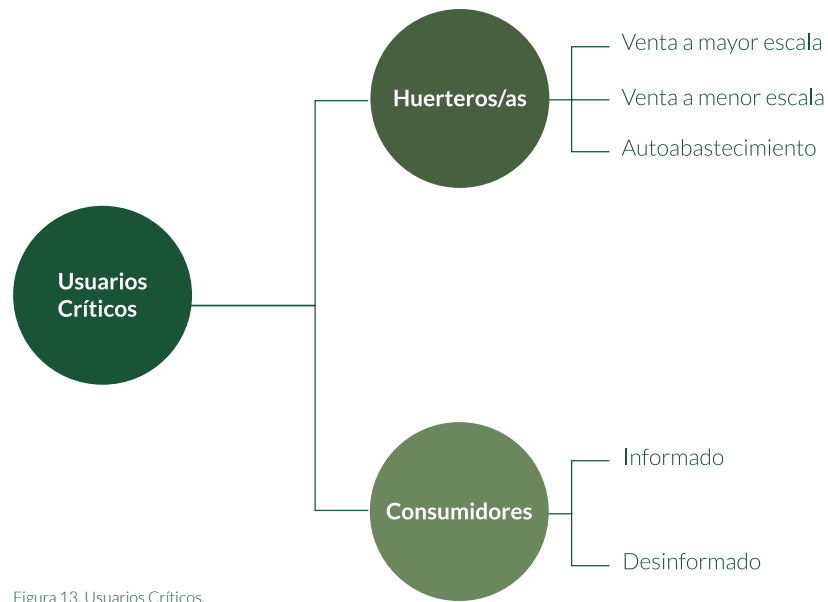 Huerteros/as
Venta a mayor escala
Venta a menor escala
Autoabastecimiento
Usuarios
Críticos
Consumidores
Informado
Desinformado
Figura 13. Usuarios Críticos.